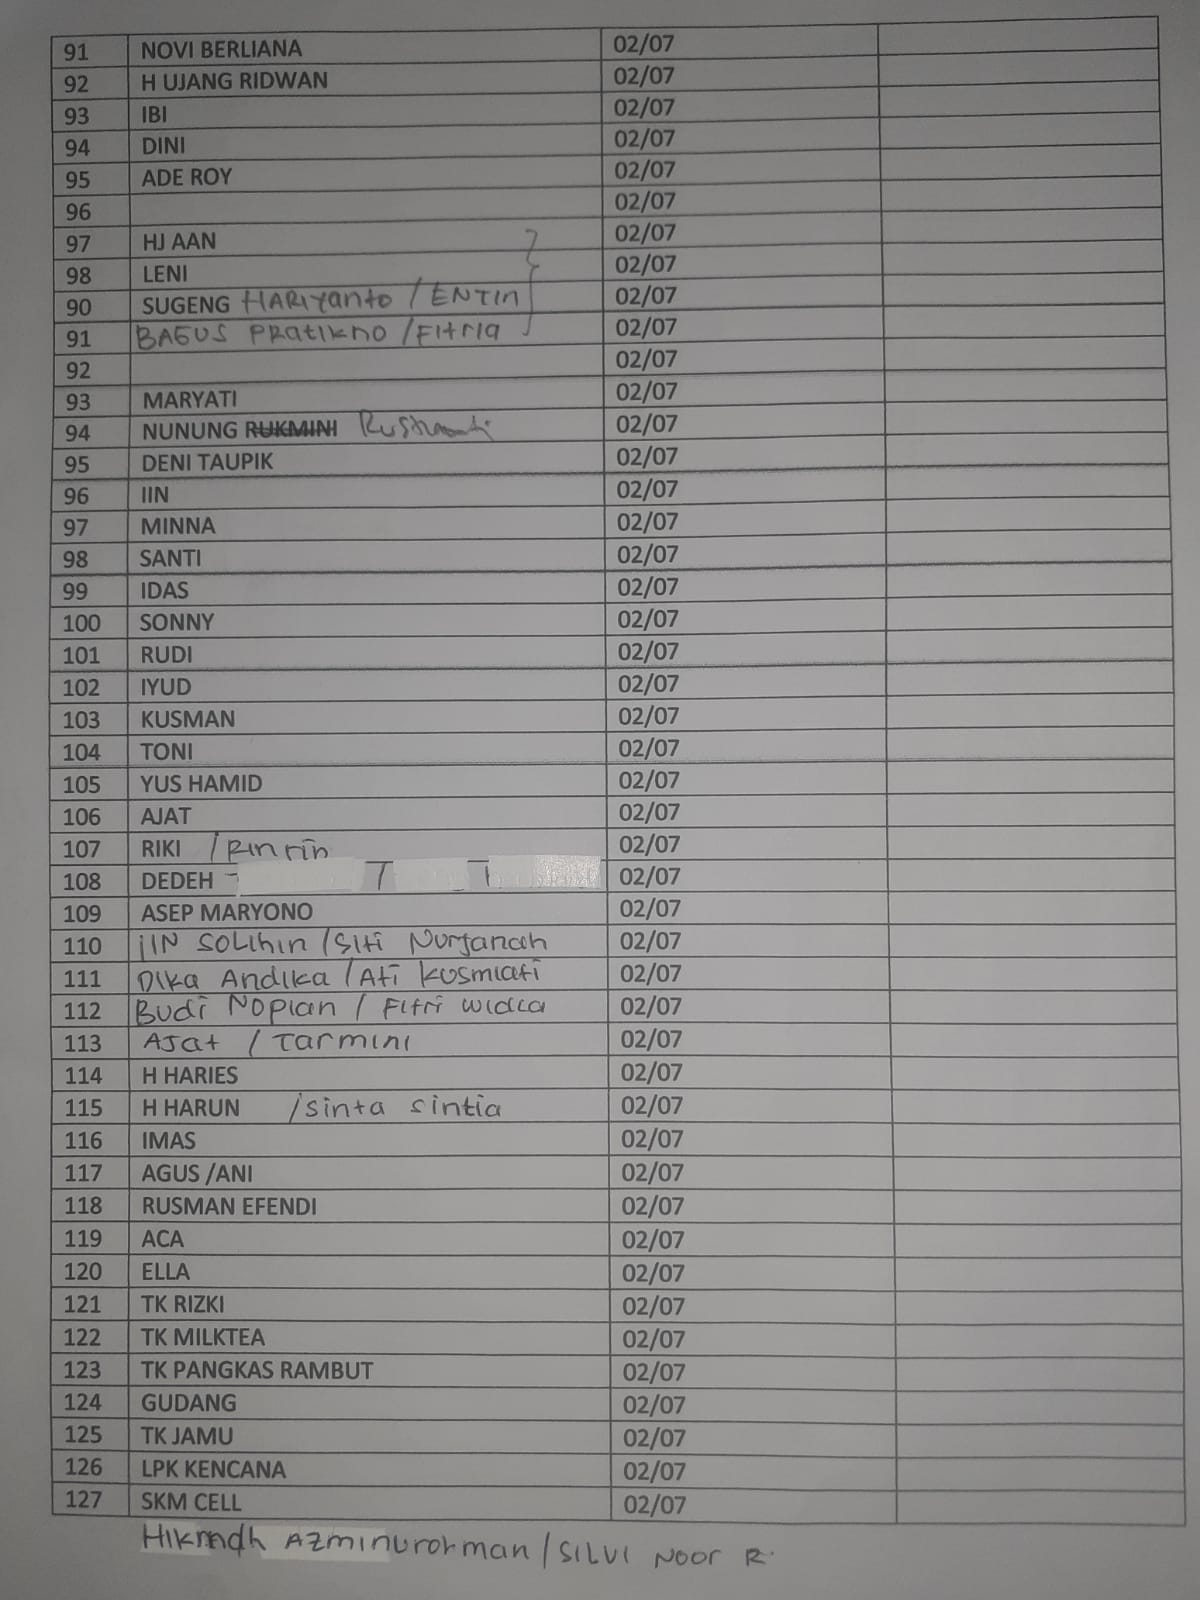 91 NOVI BERLIANA 02/07
92 H UJANG RIDWAN 02/07
93 IBI 02/07
94 DINI 02/07
95 ADE ROY 02/07
96 02/07
97 HJ AAN 02/07
98 LENI 02/07
90 SUGENG HARIYANTO / ENTIN 02/07
91 BAGUS PRATIKNO / FITRIA 02/07
92 02/07
93 MARYATI 02/07
94 NUNUNG RUKMINI 02/07
95 DENI TAUPIK 02/07
96 IIN 02/07
97 MINNA 02/07
98 SANTI 02/07
99 IDAS 02/07
100 SONNY 02/07
101 RUDI 02/07
102 IYUD 02/07
103 KUSMAN 02/07
104 TONI 02/07
105 YUS HAMID 02/07
106 AJAT 02/07
107 RIKI / Rinrin 02/07
108 DEDEH 02/07
109 ASEP MARYONO 02/07
110 iIN SOLIHIN / Siti Nurjanah 02/07
111 Dika Andika / Ati Kusmiati 02/07
112 Budi Nopian / Fitri widia 02/07
113 AJat / Tarmini 02/07
114 H HARIES 02/07
115 H HARUN / sinta sintia 02/07
116 IMAS 02/07
117 AGUS /ANI 02/07
118 RUSMAN EFENDI 02/07
119 ACA 02/07
120 ELLA 02/07
121 TK RIZKI 02/07
122 TK MILKTEA 02/07
123 TK PANGKAS RAMBUT 02/07
124 GUDANG 02/07
125 TK JAMU 02/07
126 LPK KENCANA 02/07
127 SKM CELL 02/07
Hikmah Azminurohman / SILVI NOOR R.